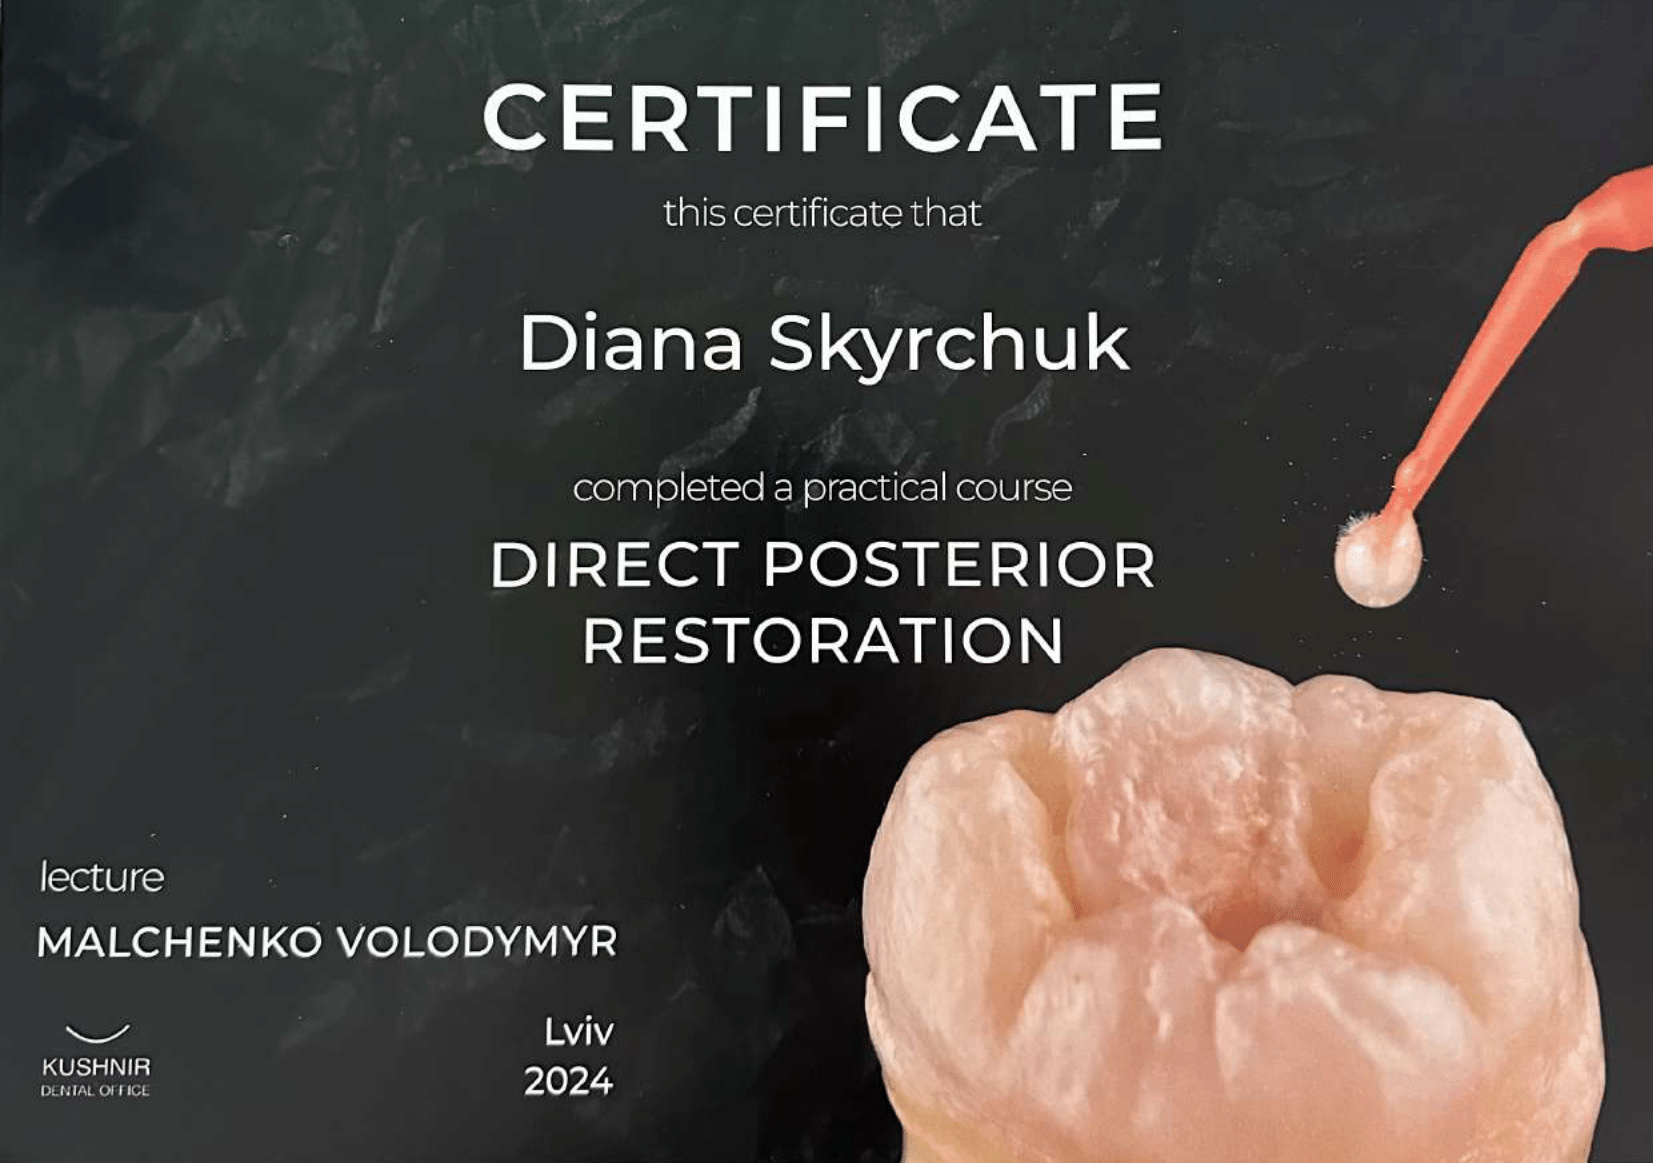 CERTIFICATE
this certificate that
Diana Skyrchuk
completed a practical course
DIRECT POSTERIOR
RESTORATION
lecture
MALCHENKO VOLODYMYR
KUSHNIR
DENTAL OFFICE
Lviv
2024